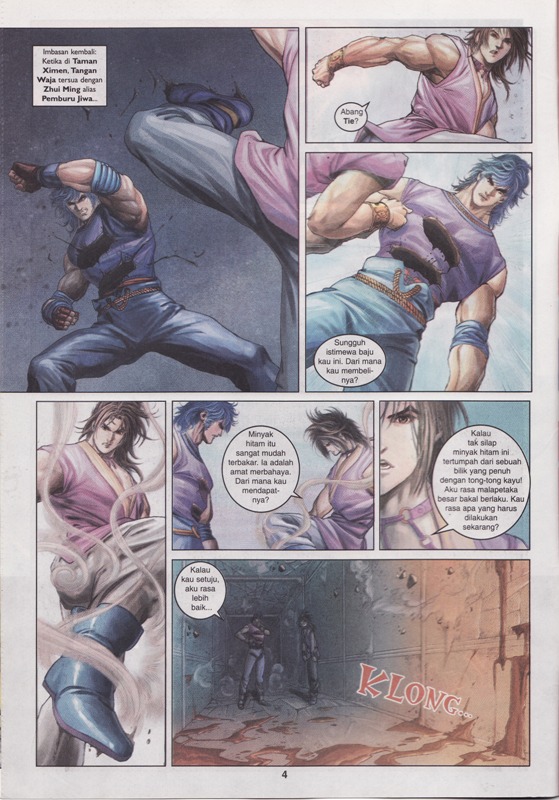 Imbasan kembali:
Ketika di Taman
Ximen, Tangan
Waja tersua dengan
Zhui Ming alias
Pemburu Jiwa...
Abang
Tie?
Sungguh
istimewa baju
kau ini. Dari mana
kau membeli-
nya?
Minyak
hitam itu
sangat mudah
terbakar. Ia adalah
amat merbahaya.
Dari mana kau
mendapat-
nya?
Kalau
tak silap
minyak hitam ini
tertumpah dari sebuah
bilik yang penuh
dengan tong-tong kayu!
Aku rasa malapetaka
besar bakal berlaku. Kau
rasa apa yang harus
dilakukan
sekarang?
Kalau
kau setuju,
aku rasa
lebih
baik...
KLONG...
4